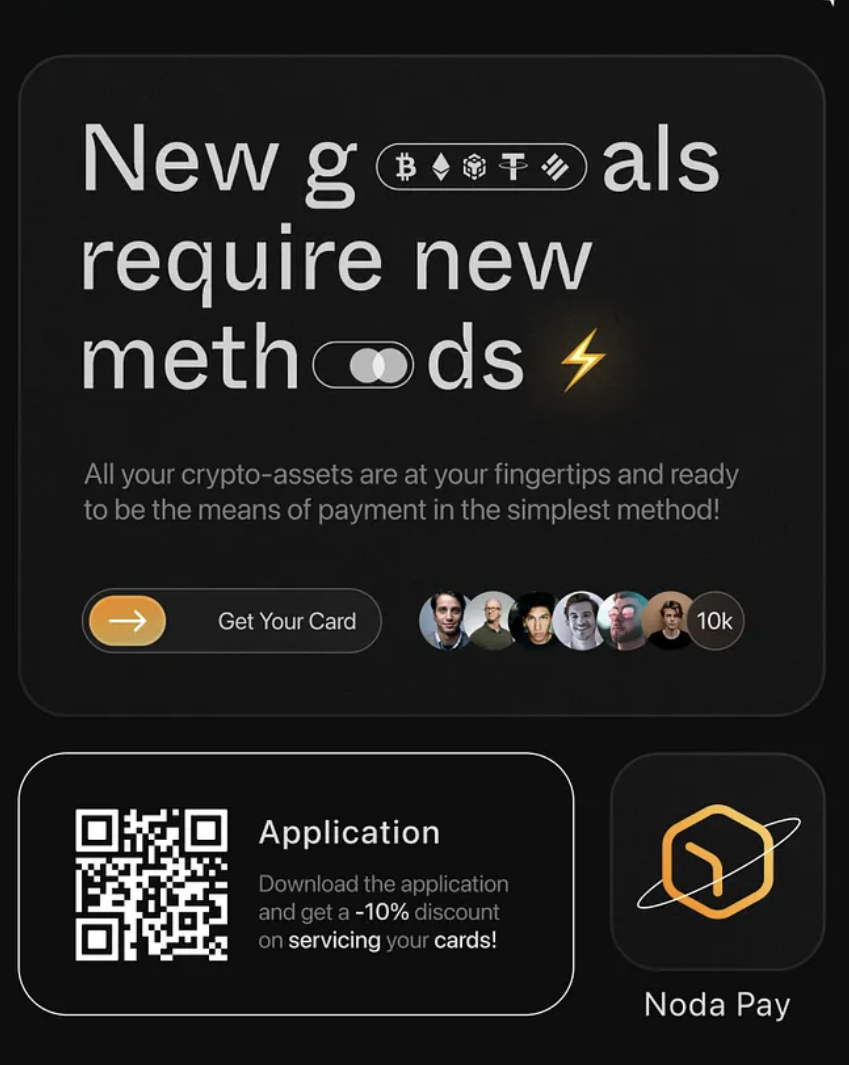 New g als
require new
meth ds
All your crypto-assets are at your fingertips and ready
to be the means of payment in the simplest method!
Get Your Card
10k
Application
Download the application
and get a -10% discount
on servicing your cards!
Noda Pay